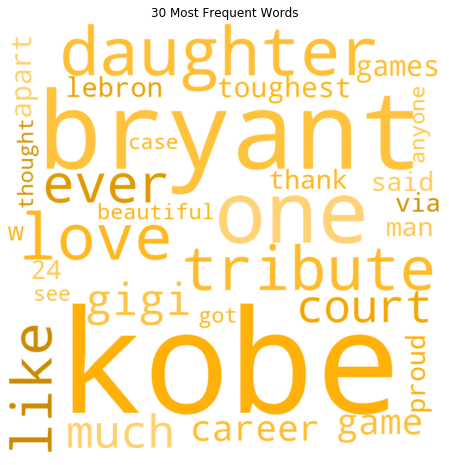 30 Most Frequent Words
daughter
apart
games
lebron
toughest
bryant
anyone
thought
case
ever
thank
said
one
beautiful
via
w
love
man
24
tribute
see
gigi
court
got
kobe
like
proud
much
career
game